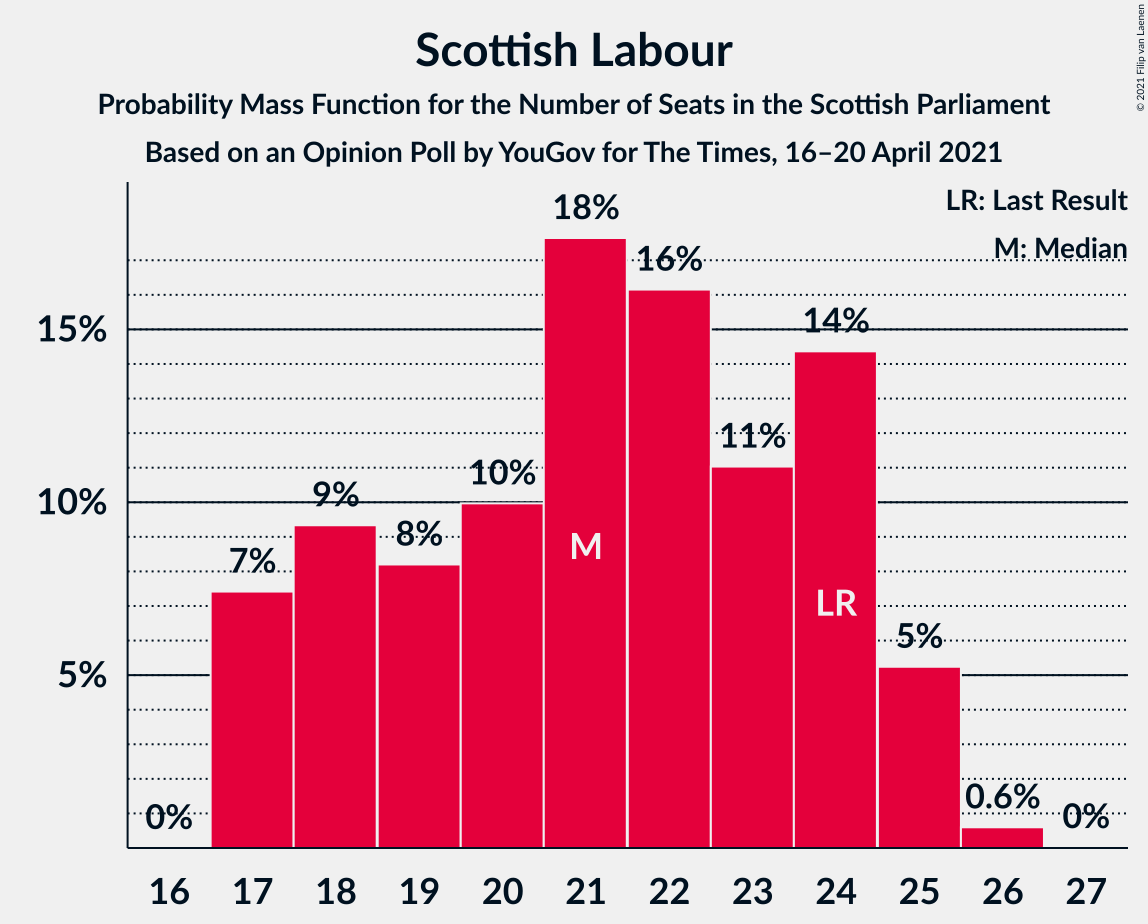 Scottish Labour
Probability Mass Function for the Number of Seats in the Scottish Parliament
Based on an Opinion Poll by YouGov for The Times, 16–20 April 2021
© 2021 Filip van Laenen
LR: Last Result
M: Median
18%
16%
15%
14%
11%
10%
10%
9%
8%
7%
M
LR
5%
5%
0.6%
0%
0%
16 17 18 19 20 21 22 23 24 25 26 27